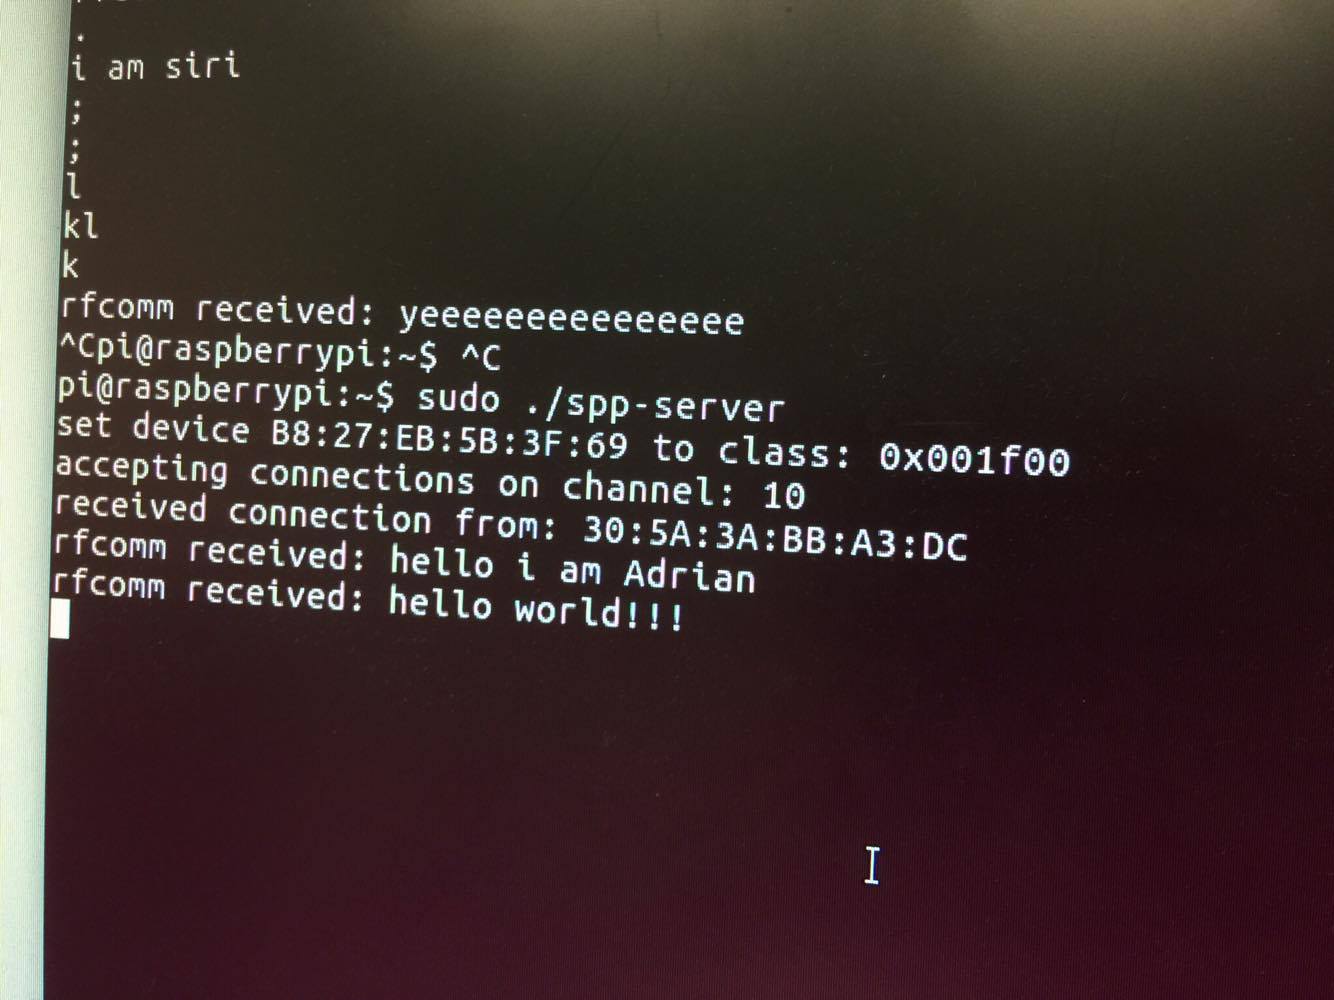 .
i am siri
;
;
l
kl
k
rfcomm received: yeeeeeeeeeeeeeee
^Cpi@raspberrypi:~$ ^C
pi@raspberrypi:~$ sudo ./spp-server
set device B8:27:EB:5B:3F:69 to class: 0x001f00
accepting connections on channel: 10
received connection from: 30:5A:3A:BB:A3:DC
rfcomm received: hello i am Adrian
rfcomm received: hello world!!!